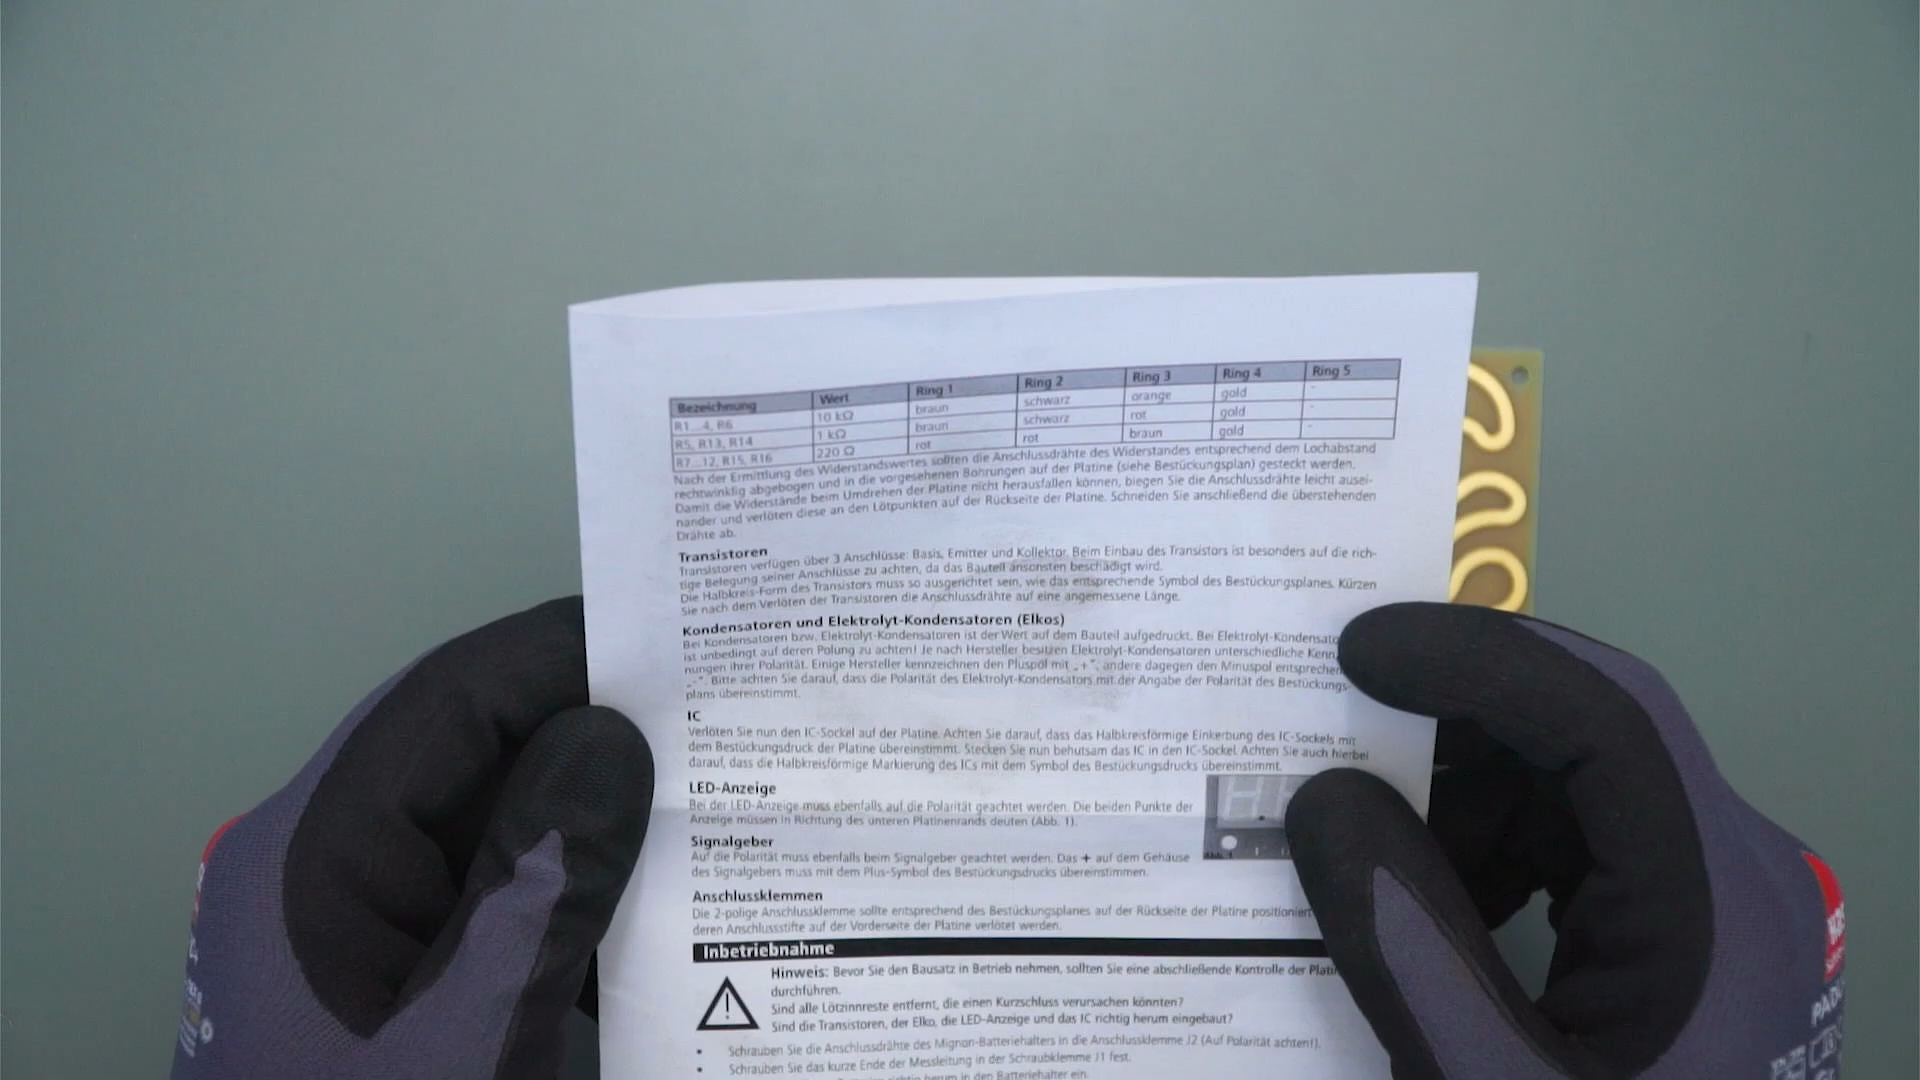 Bezeichnung Wert Ring 1 Ring 2 Ring 3 Ring 4 Ring 5
R1...4, R6 10 kΩ braun schwarz orange gold -
R5, R13, R14 1 kΩ braun schwarz rot gold -
R7...12, R15, R16 220 Ω rot rot braun gold -
Nach der Ermittlung des Widerstandswertes sollten die Anschlussdrähte des Widerstandes entsprechend dem Lochabstand
rechtwinklig abgebogen und in die vorgesehenen Bohrungen auf der Platine (siehe Bestückungsplan) gesteckt werden.
Damit die Widerstände beim Umdrehen der Platine nicht herausfallen können, biegen Sie die Anschlussdrähte leicht ausei-
nander und verlöten diese an den Lötpunkten auf der Rückseite der Platine. Schneiden Sie anschließend die überstehenden
Drähte ab.
Transistoren
Transistoren verfügen über 3 Anschlüsse: Basis, Emitter und Kollektor. Beim Einbau des Transistors ist besonders auf die rich-
tige Belegung seiner Anschlüsse zu achten, da das Bauteil ansonsten beschädigt wird.
Die Halbkreis-Form des Transistors muss so ausgerichtet sein, wie das entsprechende Symbol des Bestückungsplanes. Kürzen
Sie nach dem Verlöten der Transistoren die Anschlussdrähte auf eine angemessene Länge.
Kondensatoren und Elektrolyt-Kondensatoren (Elkos)
Bei Kondensatoren bzw. Elektrolyt-Kondensatoren ist der Wert auf dem Bauteil aufgedruckt. Bei Elektrolyt-Kondensato
ist unbedingt auf deren Polung zu achten! Je nach Hersteller besitzen Elektrolyt-Kondensatoren unterschiedliche Kenn
nungen ihrer Polarität. Einige Hersteller kennzeichnen den Pluspol mit „+", andere dagegen den Minuspol entsprechen
„-". Bitte achten Sie darauf, dass die Polarität des Elektrolyt-Kondensators mit der Angabe der Polarität des Bestückungs-
plans übereinstimmt.
IC
Verlöten Sie nun den IC-Sockel auf der Platine. Achten Sie darauf, dass das Halbkreisförmige Einkerbung des IC-Sockels mit
dem Bestückungsdruck der Platine übereinstimmt. Stecken Sie nun behutsam das IC in den IC-Sockel. Achten Sie auch hierbei
darauf, dass die Halbkreisförmige Markierung des ICs mit dem Symbol des Bestückungsdrucks übereinstimmt.
LED-Anzeige
Bei der LED-Anzeige muss ebenfalls auf die Polarität geachtet werden. Die beiden Punkte der
Anzeige müssen in Richtung des unteren Platinenrands deuten (Abb. 1).
Abb. 1
Signalgeber
Auf die Polarität muss ebenfalls beim Signalgeber geachtet werden. Das + auf dem Gehäuse
des Signalgebers muss mit dem Plus-Symbol des Bestückungsdrucks übereinstimmen.
Anschlussklemmen
Die 2-polige Anschlussklemme sollte entsprechend des Bestückungsplanes auf der Rückseite der Platine positioniert
deren Anschlussstifte auf der Vorderseite der Platine verlötet werden.
Inbetriebnahme
Hinweis: Bevor Sie den Bausatz in Betrieb nehmen, sollten Sie eine abschließende Kontrolle der Plati
durchführen.
Sind alle Lötzinnreste entfernt, die einen Kurzschluss verursachen könnten?
Sind die Transistoren, der Elko, die LED-Anzeige und das IC richtig herum eingebaut?
• Schrauben Sie die Anschlussdrähte des Mignon-Batteriehalters in die Anschlussklemme J2 (Auf Polarität achten!).
• Schrauben Sie das kurze Ende der Messleitung in der Schraubklemme J1 fest.
richtig herum in den Batteriehalter ein.
PAD